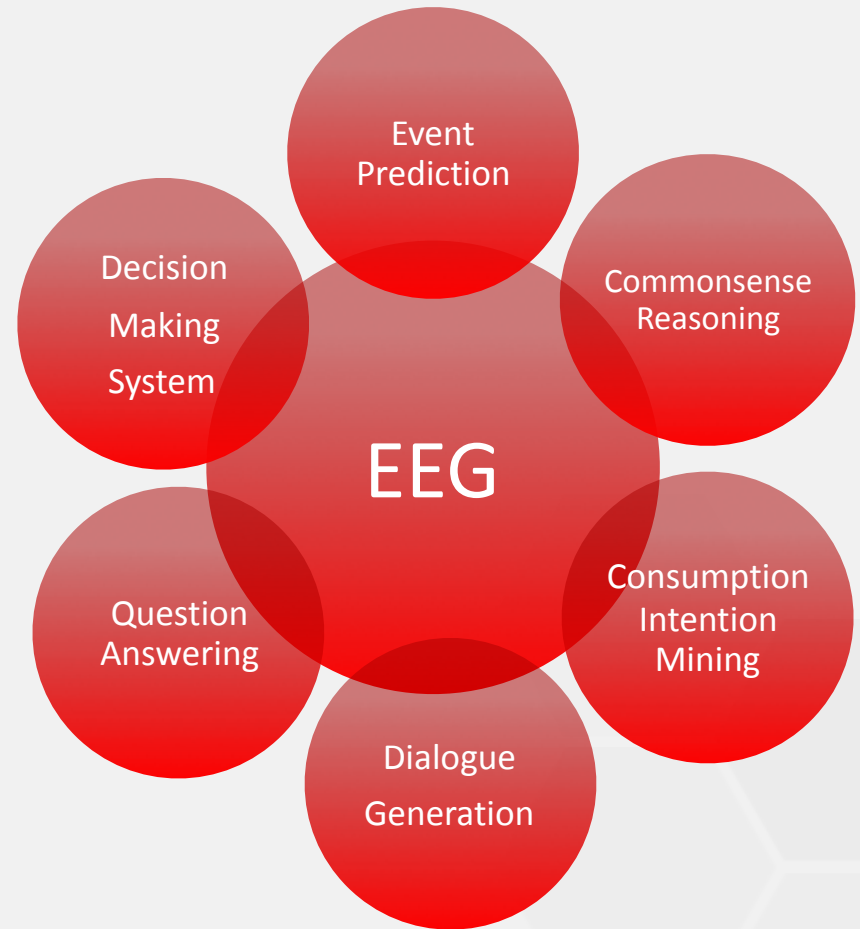 Event
Prediction
Commonsense
Reasoning
Consumption
Intention
Mining
Dialogue
Generation
Question
Answering
Decision
Making
System
EEG